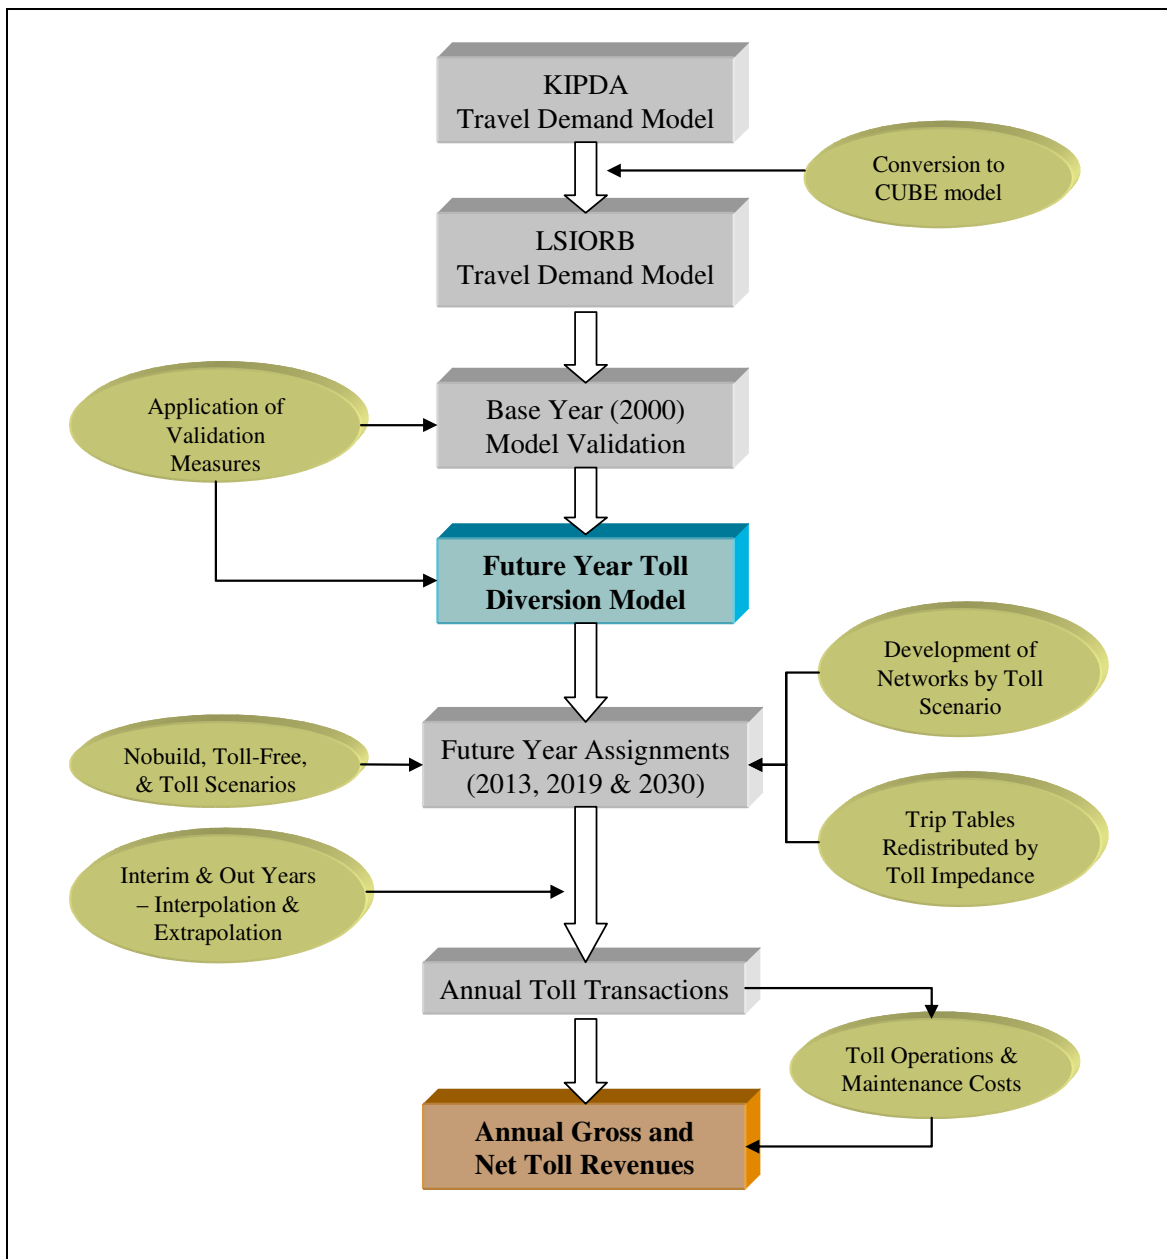 KIPDA
Travel Demand Model
Conversion to
CUBE model
LSIORB
Travel Demand Model
Application of
Validation
Measures
Base Year (2000)
Model Validation
Future Year Toll
Diversion Model
Development of
Networks by Toll
Scenario
Nobuild, Toll-Free,
& Toll Scenarios
Future Year Assignments
(2013, 2019 & 2030)
Trip Tables
Redistributed by
Toll Impedance
Interim & Out Years
– Interpolation &
Extrapolation
Annual Toll Transactions
Toll Operations &
Maintenance Costs
Annual Gross and
Net Toll Revenues